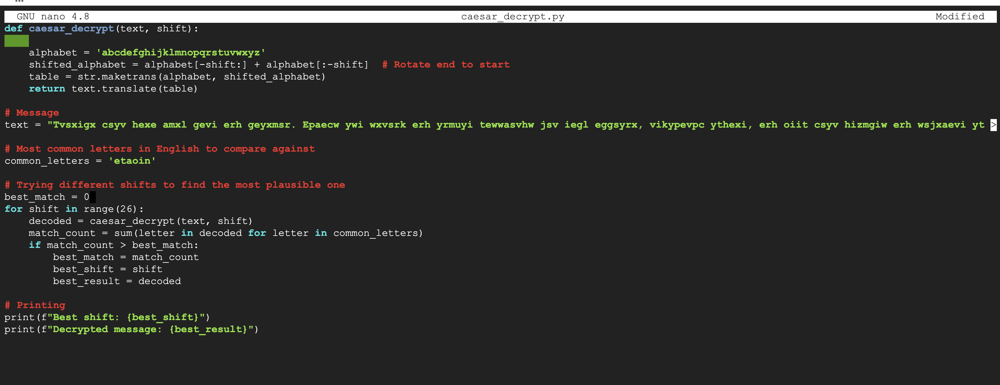 GNU nano 4.8 caesar_decrypt.py Modified
def caesar_decrypt(text, shift):
    alphabet = 'abcdefghijklmnopqrstuvwxyz'
    shifted_alphabet = alphabet[-shift:] + alphabet[:-shift]  # Rotate end to start
    table = str.maketrans(alphabet, shifted_alphabet)
    return text.translate(table)
# Message
text = "Tvsxigx csyv hexe amxl gevi erh geyxmsr. Epaecw ywi wxvsrk erh yrmuyi tewwasvhw jsv iegl eggsyrx, vikypevpc ythexi, erh oiit csyv hizmgiw erh wsjxaevi yt >
# Most common letters in English to compare against
common_letters = 'etaoin'
# Trying different shifts to find the most plausible one
best_match = 0
for shift in range(26):
    decoded = caesar_decrypt(text, shift)
    match_count = sum(letter in decoded for letter in common_letters)
    if match_count > best_match:
        best_match = match_count
        best_shift = shift
        best_result = decoded
# Printing
print(f"Best shift: {best_shift}")
print(f"Decrypted message: {best_result}")